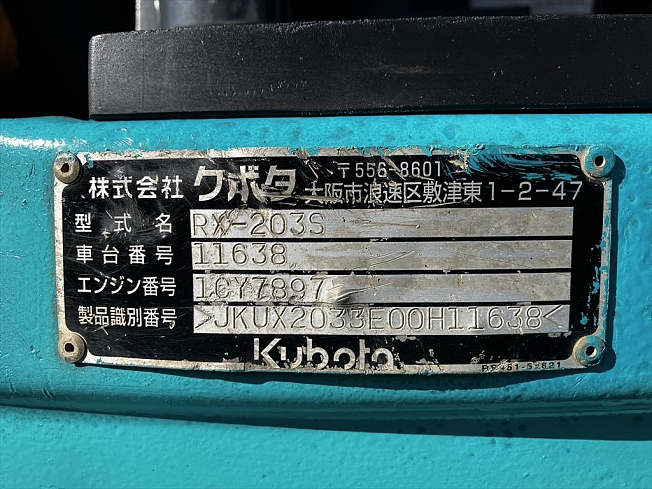 株式会社 クボタ 〒556-8601
大阪市浪速区敷津東1-2-47
型式名 RX-203S
車台番号 11638
エンジン番号 1CY7897
製品識別番号 >JKUX2033E00H11638<
Kubota